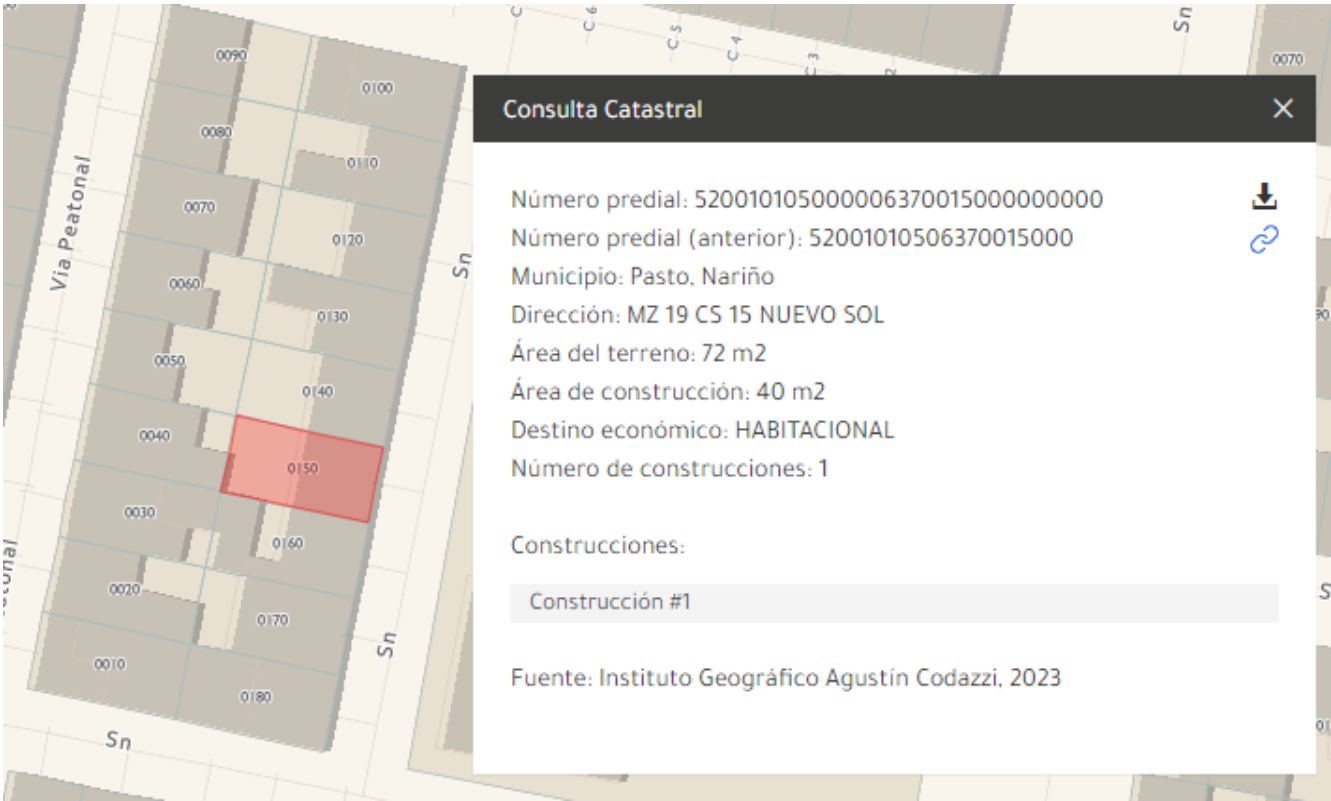 0090
0100
0080
0110
0070
0120
0060
0130
0050
0140
0040
0150
0030
0160
0020
0170
0010
0180
Vía Peatonal
Sn
Sn
Sn
Sn
C 6
C 5
C 4
C 3
2
0070
Consulta Catastral
Número predial: 520010105000006370015000000000
Número predial (anterior): 52001010506370015000
Municipio: Pasto, Nariño
Dirección: MZ 19 CS 15 NUEVO SOL
Área del terreno: 72 m2
Área de construcción: 40 m2
Destino económico: HABITACIONAL
Número de construcciones: 1
Construcciones:
Construcción #1
Fuente: Instituto Geográfico Agustín Codazzi, 2023